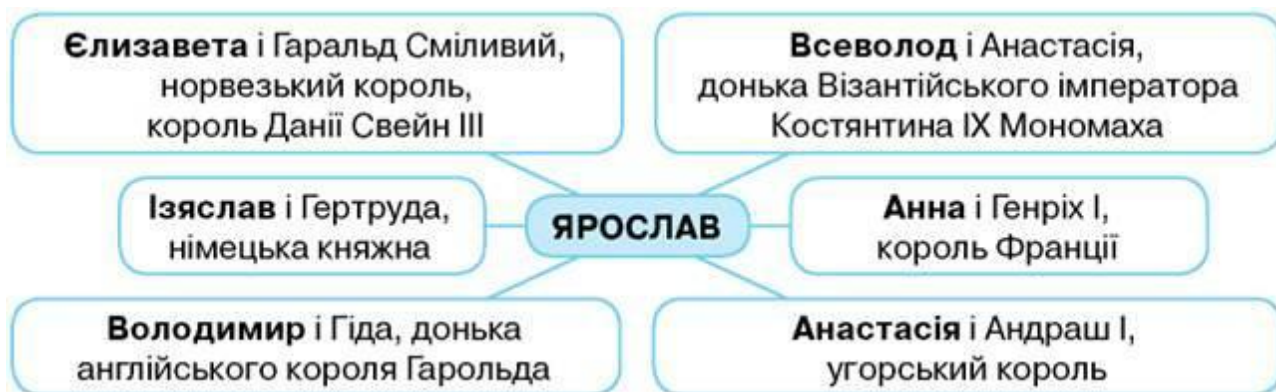 Єлизавета і Гаральд Сміливий,
норвезький король,
король Данії Свейн III
Всеволод і Анастасія,
донька Візантійського імператора
Костянтина IX Мономаха
Ізяслав і Гертруда,
німецька княжна
ЯРОСЛАВ
Анна і Генріх І,
король Франції
Володимир і Гіда, донька
англійського короля Гарольда
Анастасія і Андраш І,
угорський король